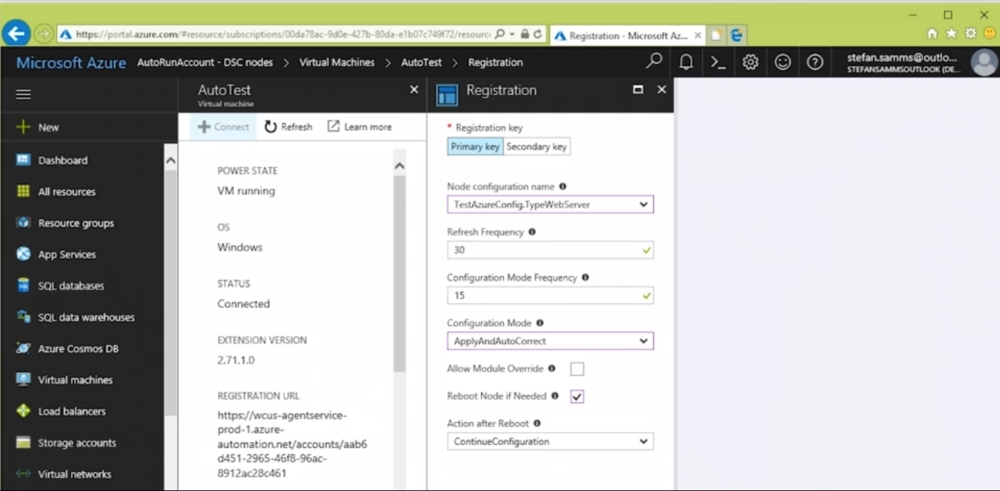 https://portal.azure.com/#resource/subscriptions/00da78ac-9d0e-427b-80da-e1b07c749f72/resourc
Registration - Microsoft Az...
Microsoft Azure
AutoRunAccount - DSC nodes > Virtual Machines > AutoTest > Registration
stefan.samms@outlo...
STEFANSAMMSOUTLOOK (DE...
New
Dashboard
All resources
Resource groups
App Services
SQL databases
SQL data warehouses
Azure Cosmos DB
Virtual machines
Load balancers
Storage accounts
Virtual networks
AutoTest
Virtual machine
Connect Refresh Learn more
POWER STATE
VM running
OS
Windows
STATUS
Connected
EXTENSION VERSION
2.71.1.0
REGISTRATION URL
https://wcus-agentservice-
prod-1.azure-
automation.net/accounts/aab6
d451-2965-46f8-96ac-
8912ac28c461
Registration
* Registration key
Primary key Secondary key
Node configuration name
TestAzureConfig.TypeWebServer
Refresh Frequency
30
Configuration Mode Frequency
15
Configuration Mode
ApplyAndAutoCorrect
Allow Module Override
Reboot Node if Needed
Action after Reboot
ContinueConfiguration